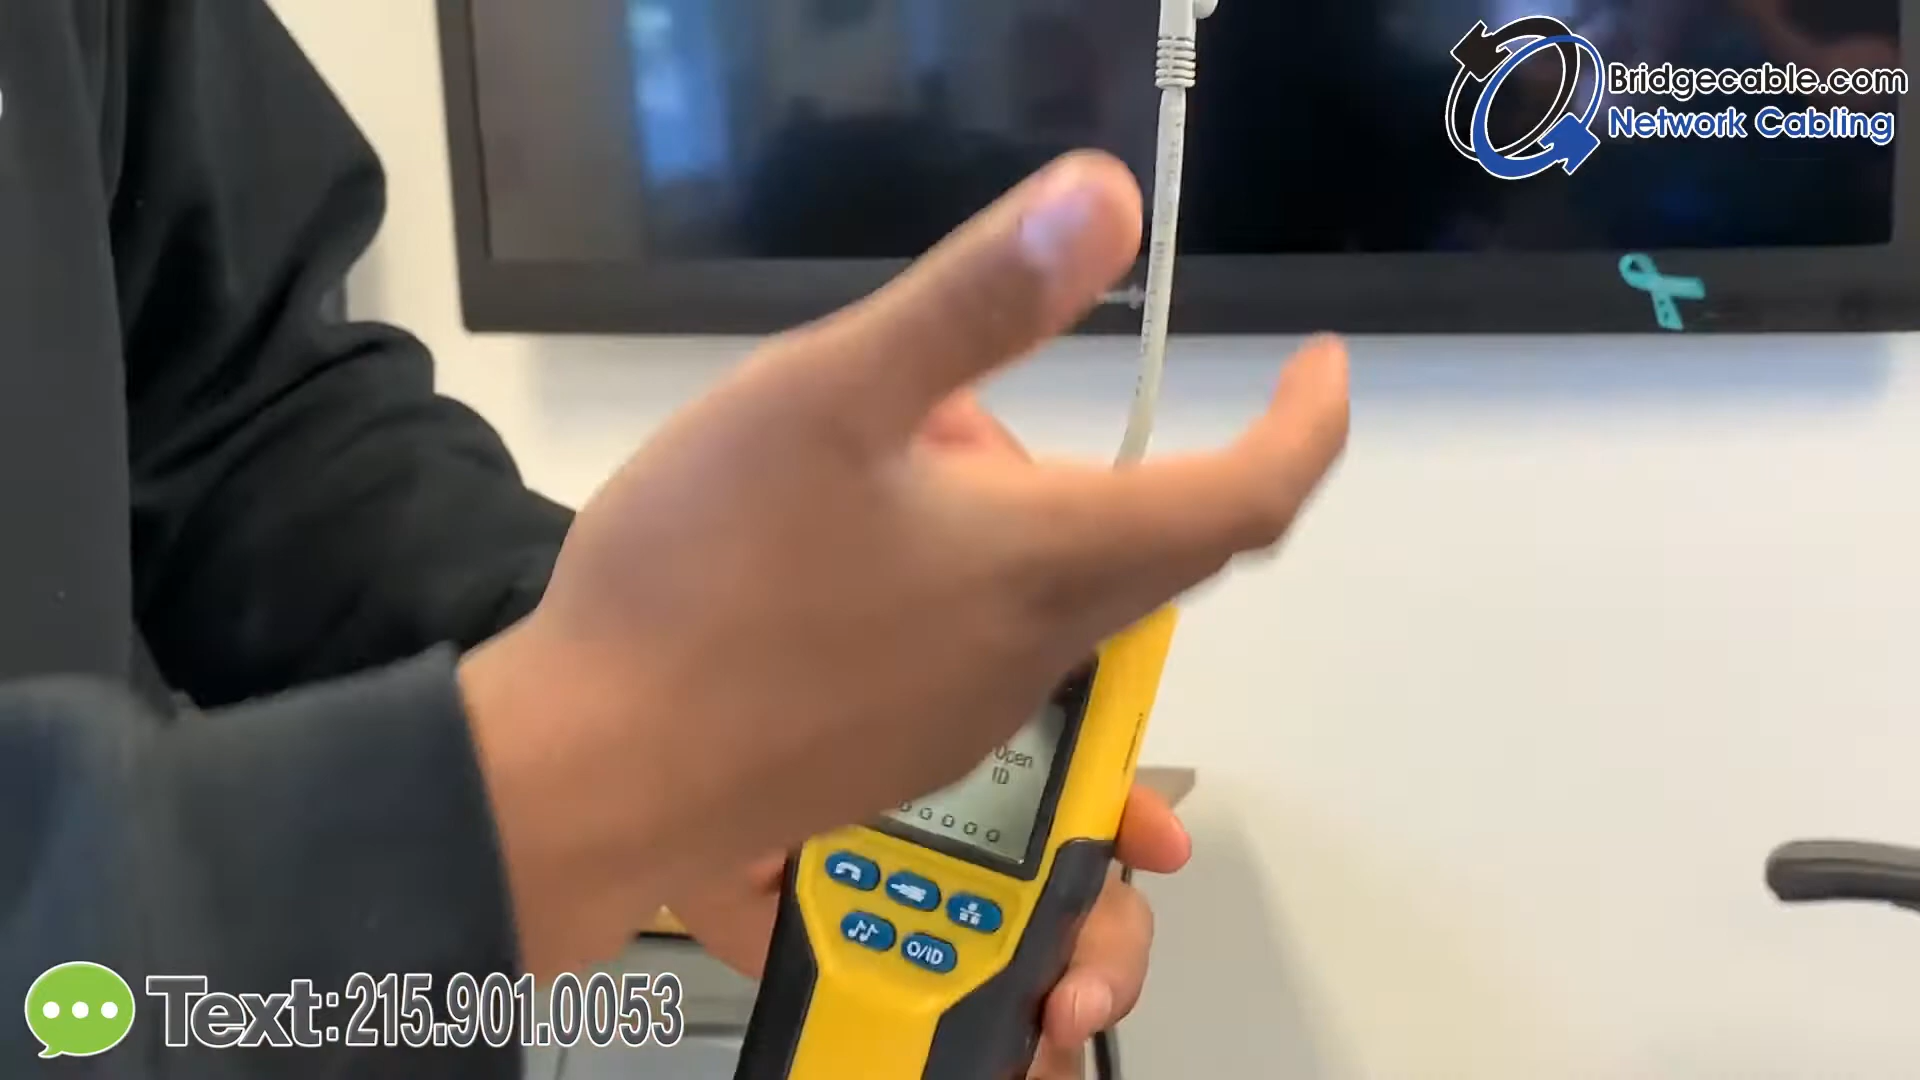 Bridgecable.com
Network Cabling
Open
ID
O/ID
Text: 215.901.0053